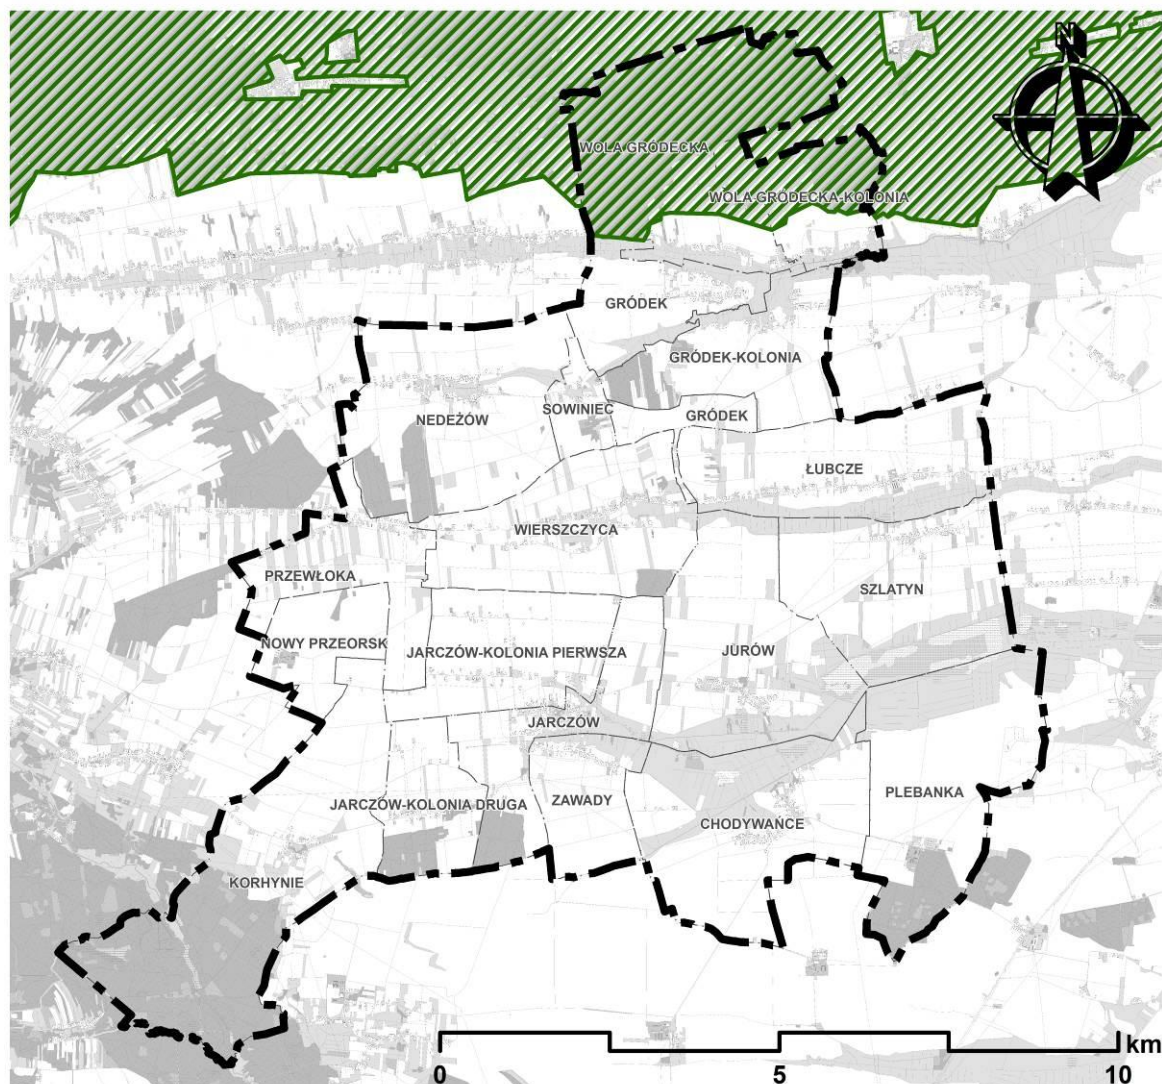 N
WOLA GRÓDECKA
WOLA GRÓDECKA-KOLONIA
GRÓDEK
GRÓDEK-KOLONIA
SOWINIEC
GRÓDEK
NEDEŻÓW
ŁUBCZE
WIERSZCZYCA
PRZEWŁOKA
SZLATYN
NOWY PRZEORSK
JARCZÓW-KOLONIA PIERWSZA
JURÓW
JARCZÓW
PLEBANKA
JARCZÓW-KOLONIA DRUGA
ZAWADY
CHODYWAŃCE
KORHYNIE
km
0 5 10